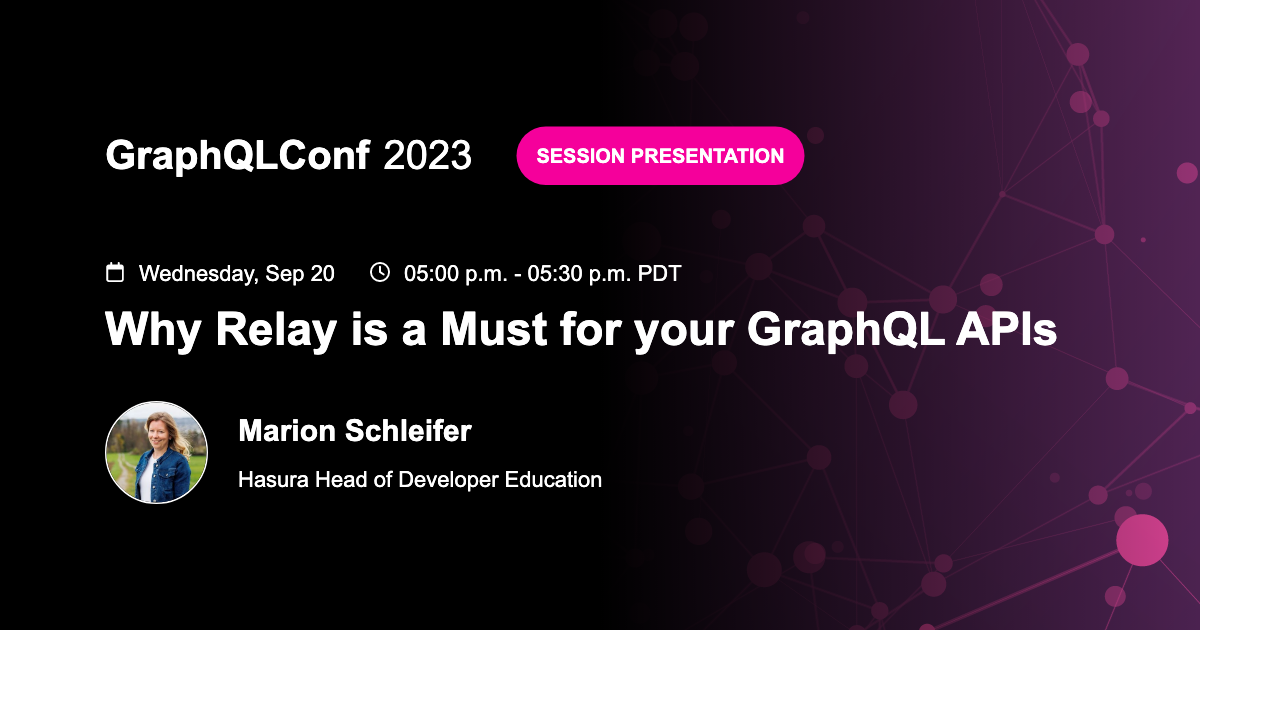 GraphQLConf 2023
SESSION PRESENTATION
Wednesday, Sep 20
05:00 p.m. - 05:30 p.m. PDT
Why Relay is a Must for your GraphQL APIs
Marion Schleifer
Hasura Head of Developer Education